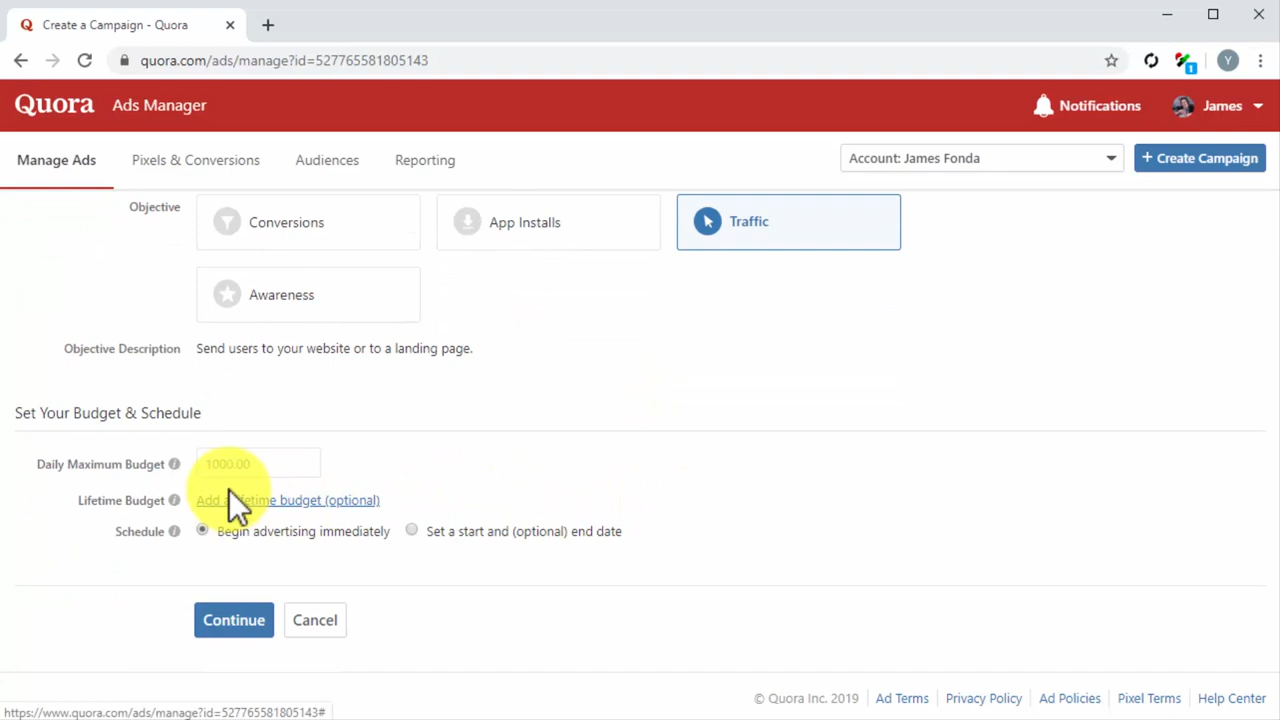 Q Create a Campaign - Quora
quora.com/ads/manage?id=527765581805143
1
Y
Quora Ads Manager Notifications James
Manage Ads Pixels & Conversions Audiences Reporting Account: James Fonda + Create Campaign
Objective Conversions App Installs Traffic
Awareness
Objective Description Send users to your website or to a landing page.
Set Your Budget & Schedule
Daily Maximum Budget 1000.00
Lifetime Budget Add a lifetime budget (optional)
Schedule Begin advertising immediately Set a start and (optional) end date
Continue Cancel
© Quora Inc. 2019 Ad Terms Privacy Policy Ad Policies Pixel Terms Help Center
https://www.quora.com/ads/manage?id=527765581805143#